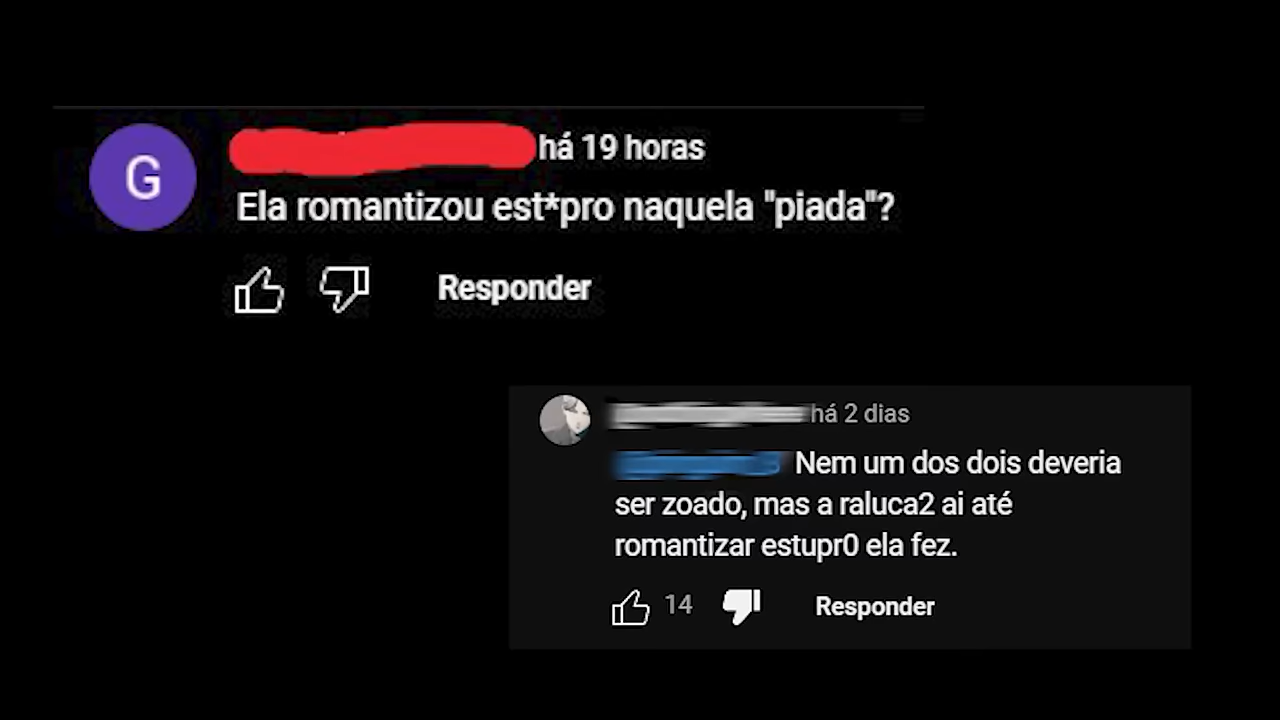 G
há 19 horas
Ela romantizou est*pro naquela "piada"?
Responder
há 2 dias
Nem um dos dois deveria
ser zoado, mas a raluca2 ai até
romantizar estupr0 ela fez.
14
Responder